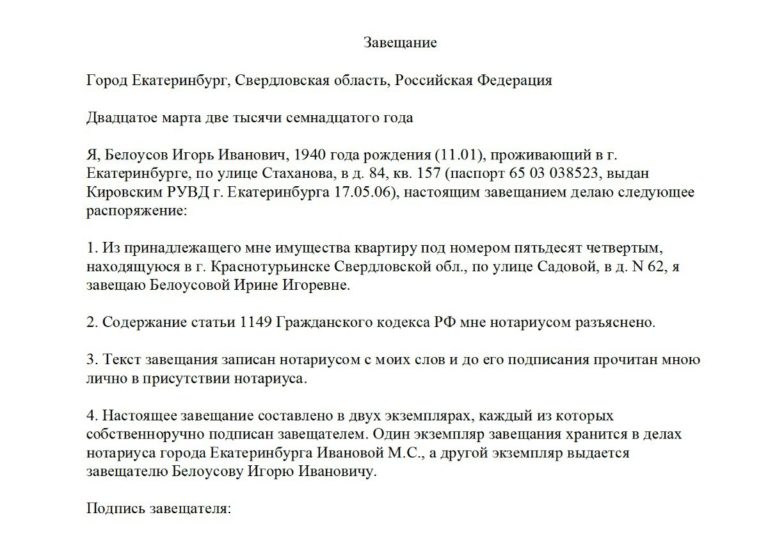 Завещание
Город Екатеринбург, Свердловская область, Российская Федерация
Двадцатое марта две тысячи семнадцатого года
Я, Белоусов Игорь Иванович, 1940 года рождения (11.01), проживающий в г.
Екатеринбурге, по улице Стаханова, в д. 84, кв. 157 (паспорт 65 03 038523, выдан
Кировским РУВД г. Екатеринбурга 17.05.06), настоящим завещанием делаю следующее
распоряжение:
1. Из принадлежащего мне имущества квартиру под номером пятьдесят четвертым,
находящуюся в г. Краснотурьинске Свердловской обл., по улице Садовой, в д. N 62, я
завещаю Белоусовой Ирине Игоревне.
2. Содержание статьи 1149 Гражданского кодекса РФ мне нотариусом разъяснено.
3. Текст завещания записан нотариусом с моих слов и до его подписания прочитан мною
лично в присутствии нотариуса.
4. Настоящее завещание составлено в двух экземплярах, каждый из которых
собственноручно подписан завещателем. Один экземпляр завещания хранится в делах
нотариуса города Екатеринбурга Ивановой М.С., а другой экземпляр выдается
завещателю Белоусову Игорю Ивановичу.
Подпись завещателя: